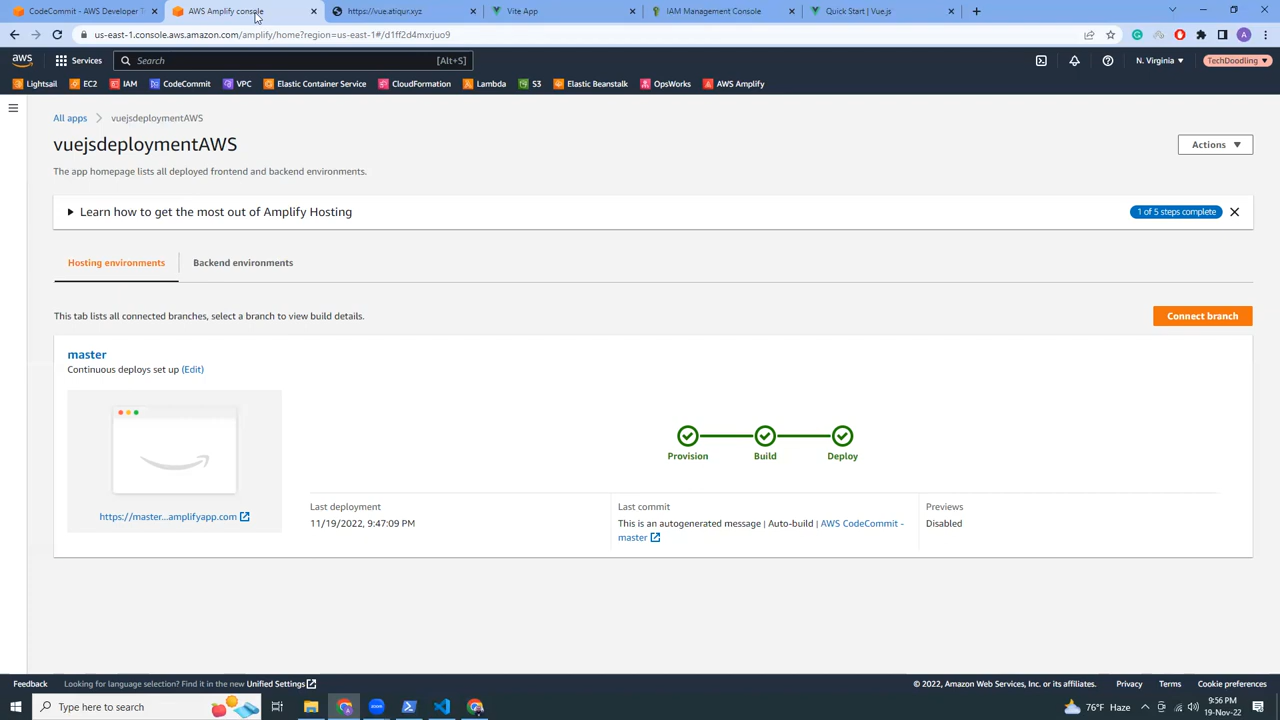 CodeCommit - AWS Developer T
AWS Amplify console
https://vue.atiqur.xyz
Vite App
IAM Management Console
Quick Start | Vue.js
us-east-1.console.aws.amazon.com/amplify/home?region=us-east-1#/d1ff2d4mxrjuo9
A
aws
Services
Search
[Alt+S]
N. Virginia
TechDoodling
Lightsail
EC2
IAM
CodeCommit
VPC
Elastic Container Service
CloudFormation
Lambda
S3
Elastic Beanstalk
OpsWorks
AWS Amplify
All apps
vuejsdeploymentAWS
vuejsdeploymentAWS
Actions
The app homepage lists all deployed frontend and backend environments.
Learn how to get the most out of Amplify Hosting
1 of 5 steps complete
Hosting environments
Backend environments
This tab lists all connected branches, select a branch to view build details.
Connect branch
master
Continuous deploys set up (Edit)
https://master...amplifyapp.com
Provision
Build
Deploy
Last deployment
11/19/2022, 9:47:09 PM
Last commit
This is an autogenerated message | Auto-build | AWS CodeCommit -
master
Previews
Disabled
Feedback
Looking for language selection? Find it in the new Unified Settings
© 2022, Amazon Web Services, Inc. or its affiliates.
Privacy
Terms
Cookie preferences
Type here to search
76°F Haze
9:56 PM
19-Nov-22